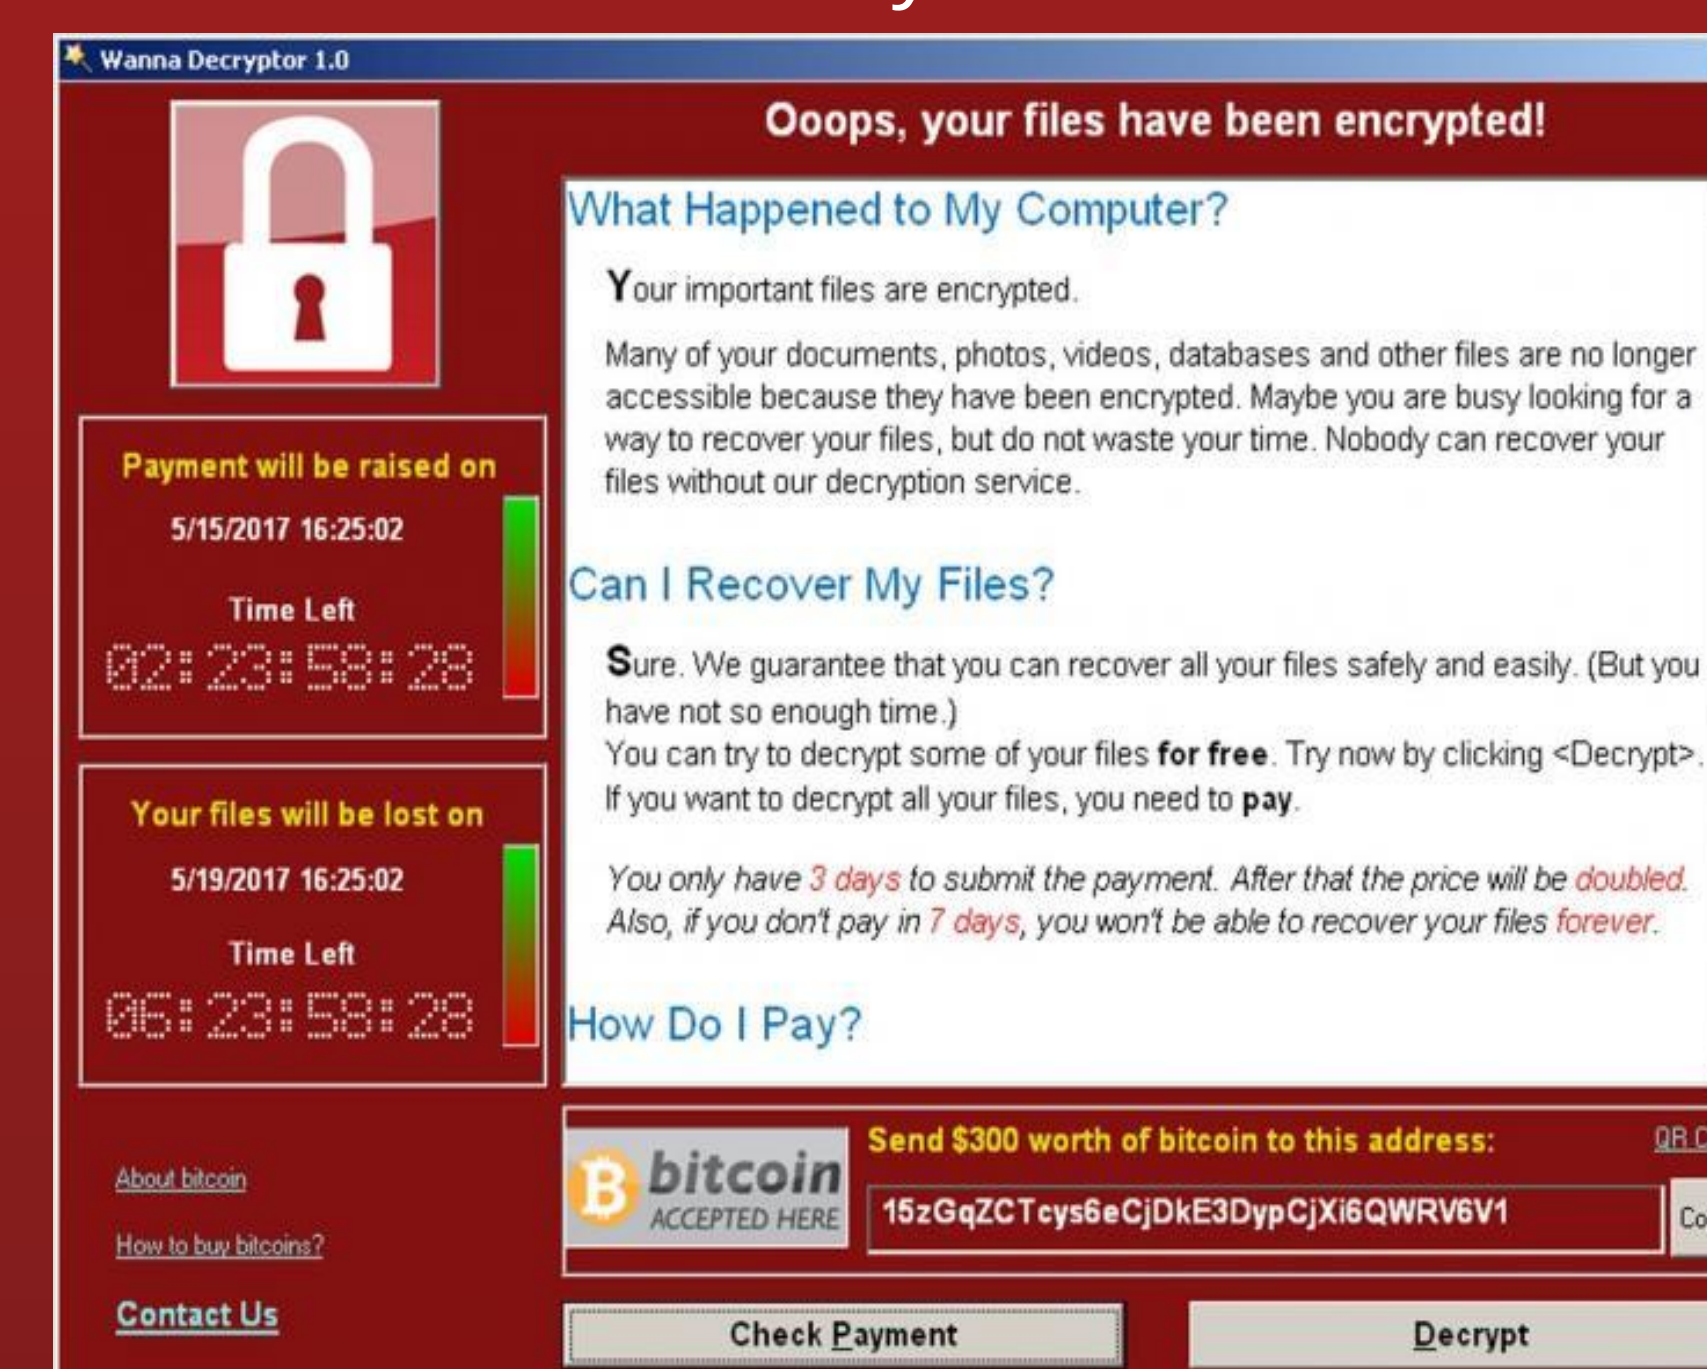 Wanna Decryptor 1.0
Ooops, your files have been encrypted!
What Happened to My Computer?
Your important files are encrypted.
Many of your documents, photos, videos, databases and other files are no longer
accessible because they have been encrypted. Maybe you are busy looking for a
way to recover your files, but do not waste your time. Nobody can recover your
files without our decryption service.
Can I Recover My Files?
Sure. We guarantee that you can recover all your files safely and easily. (But you
have not so enough time.)
You can try to decrypt some of your files for free. Try now by clicking <Decrypt>.
If you want to decrypt all your files, you need to pay.
You only have 3 days to submit the payment. After that the price will be doubled.
Also, if you don't pay in 7 days, you won't be able to recover your files forever.
How Do I Pay?
Payment will be raised on
5/15/2017 16:25:02
Time Left
02:23:58:28
Your files will be lost on
5/19/2017 16:25:02
Time Left
06:23:58:28
About bitcoin
How to buy bitcoins?
Contact Us
bitcoin
ACCEPTED HERE
Send $300 worth of bitcoin to this address:
QR C
15zGqZCTcys6eCjDkE3DypCjXi6QWRV6V1
Co
Check Payment
Decrypt